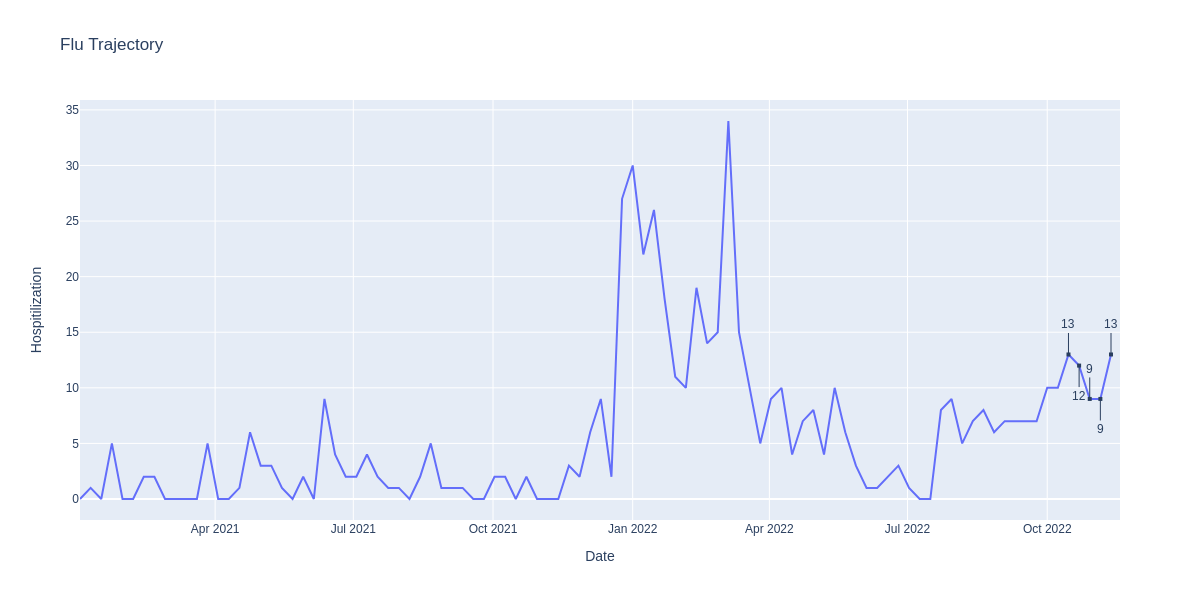 Flu Trajectory
35
30
25
20
15
10
5
0
Hospitilization
13
13
9
12
9
Apr 2021
Jul 2021
Oct 2021
Jan 2022
Apr 2022
Jul 2022
Oct 2022
Date